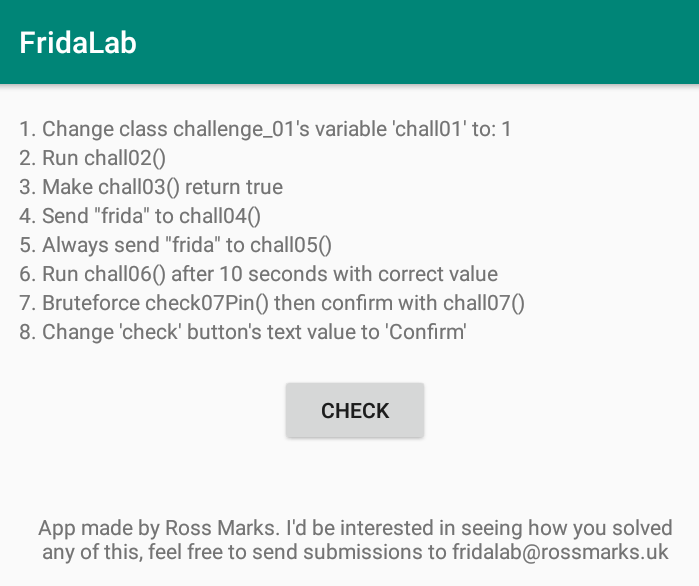 FridaLab
1. Change class challenge_01's variable 'chall01' to: 1
2. Run chall02()
3. Make chall03() return true
4. Send "frida" to chall04()
5. Always send "frida" to chall05()
6. Run chall06() after 10 seconds with correct value
7. Bruteforce check07Pin() then confirm with chall07()
8. Change 'check' button's text value to 'Confirm'
CHECK
App made by Ross Marks. I'd be interested in seeing how you solved
any of this, feel free to send submissions to fridalab@rossmarks.uk